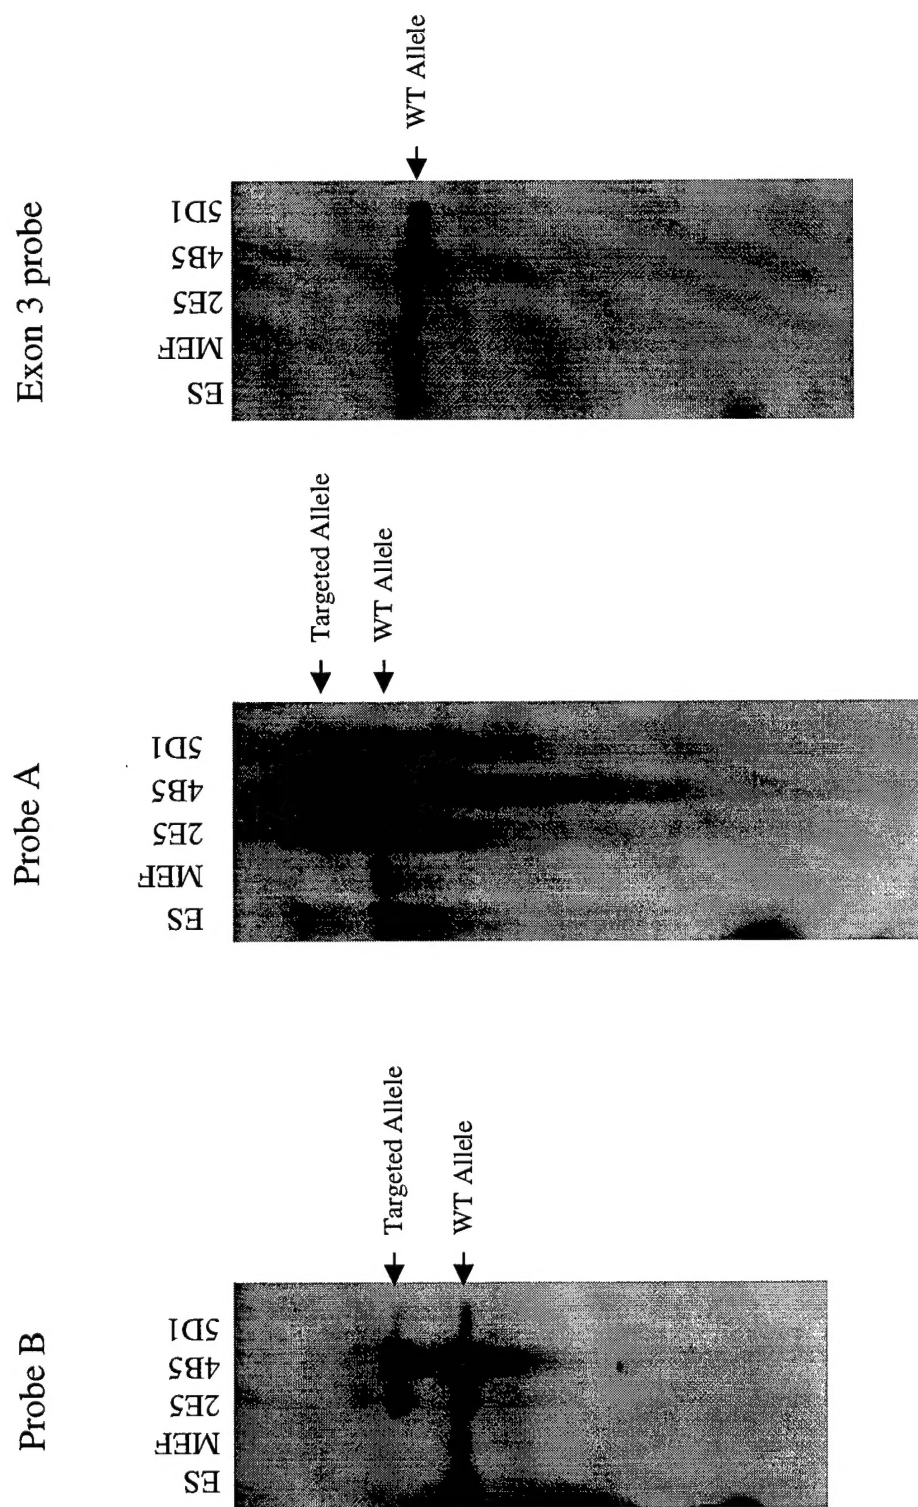 Exon 3 probe
ES
MEF
2E5
4B5
5D1
WT Allele
Probe A
ES
MEF
2E5
4B5
5D1
Targeted Allele
WT Allele
Probe B
ES
MEF
2E5
4B5
5D1
Targeted Allele
WT Allele